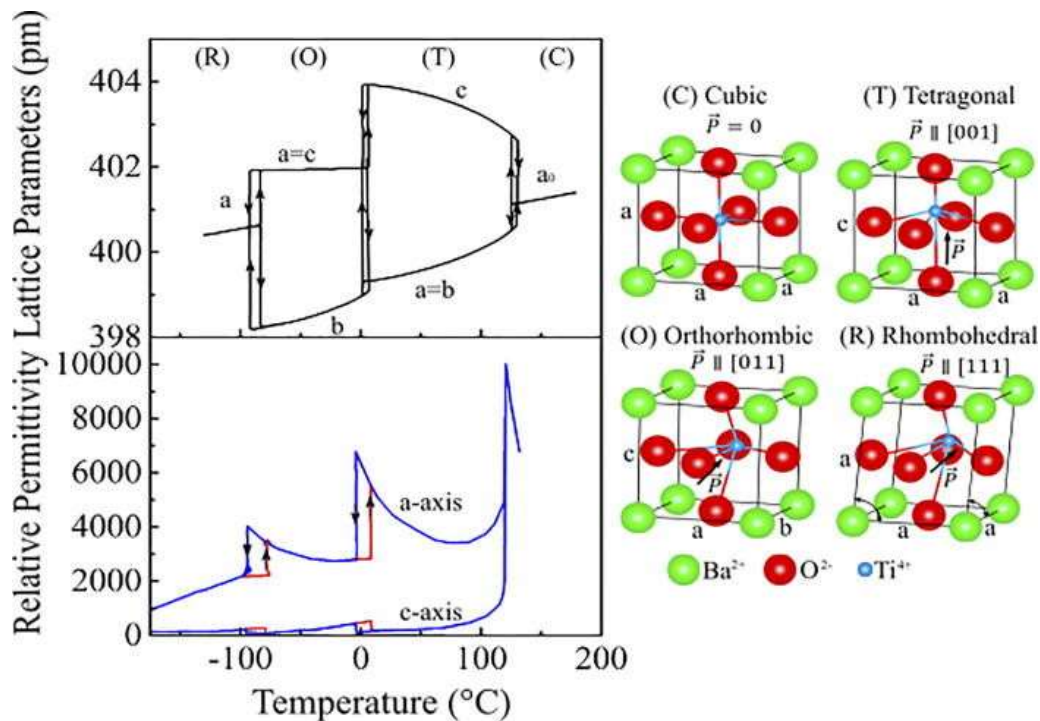 Relative Permittivity Lattice Parameters (pm)
(R) (O) (T) (C)
404
402
400
398
a
a=c
b
c
a=b
a₀
10000
8000
6000
4000
2000
0
a-axis
c-axis
-100 0 100 200
Temperature (°C)
(C) Cubic
P⃗ = 0
a
a a
(T) Tetragonal
P⃗ ∥ [001]
c
P⃗
a a
(O) Orthorhombic
P⃗ ∥ [011]
c
P⃗
a b
(R) Rhombohedral
P⃗ ∥ [111]
a
P⃗
a a
Ba²⁺ O²⁻ Ti⁴⁺